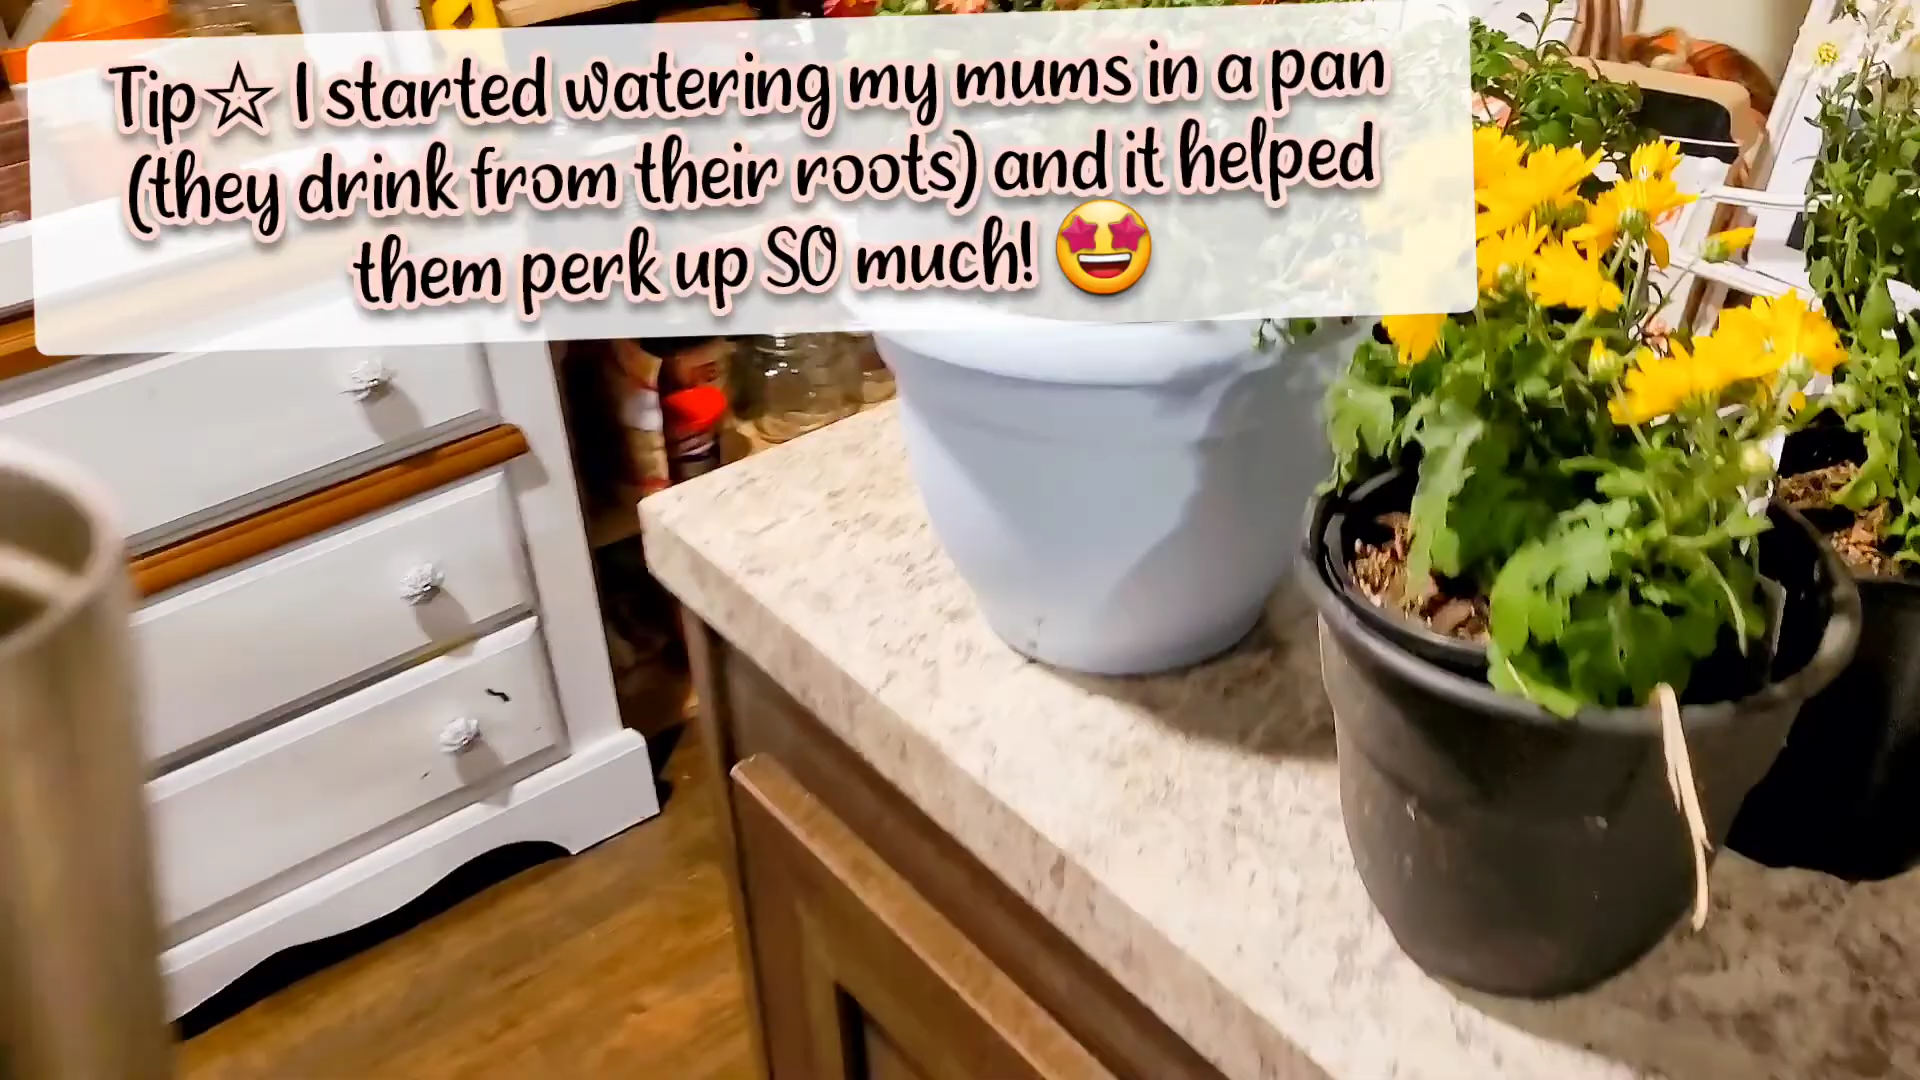 Tip☆ I started watering my mums in a pan
(they drink from their roots) and it helped
them perk up SO much! 🤩